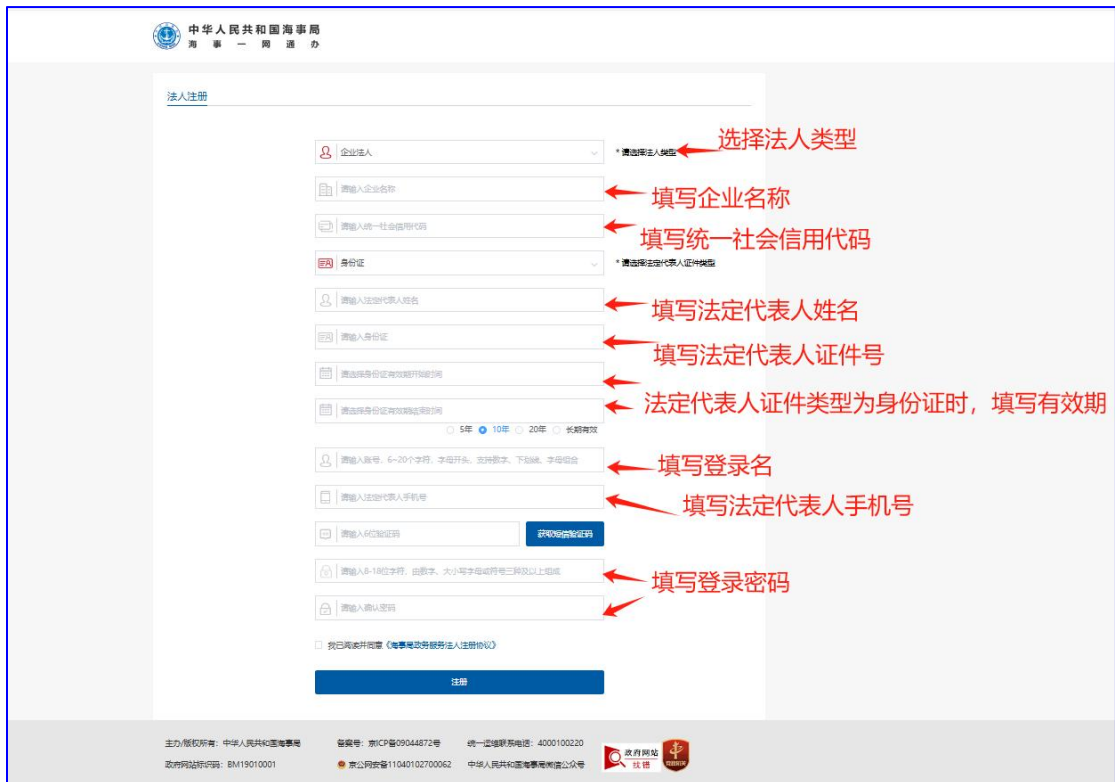 中华人民共和国海事局
海事一网通办
法人注册
企业法人
* 请选择法人类型
选择法人类型
请输入企业名称
填写企业名称
请输入统一社会信用代码
填写统一社会信用代码
身份证
* 请选择法定代表人证件类型
请输入法定代表人姓名
填写法定代表人姓名
请输入身份证
填写法定代表人证件号
请选择身份证有效期开始时间
请选择身份证有效期结束时间
法定代表人证件类型为身份证时，填写有效期
5年 10年 20年 长期有效
请输入账号，6~20个字符，字母开头，支持数字、下划线、字母组合
填写登录名
请输入法定代表人手机号
填写法定代表人手机号
请输入6位验证码
获取短信验证码
请输入8-18位字符，由数字、大小写字母或符号三种及以上组成
填写登录密码
请输入确认密码
我已阅读并同意《海事局政务服务法人注册协议》
注册
主办/版权所有：中华人民共和国海事局 备案号：京ICP备09044872号 统一运维联系电话：4000100220
政府网站标识码：BM19010001 京公网安备11040102700062 中华人民共和国海事局微信公众号
政府网站
找错